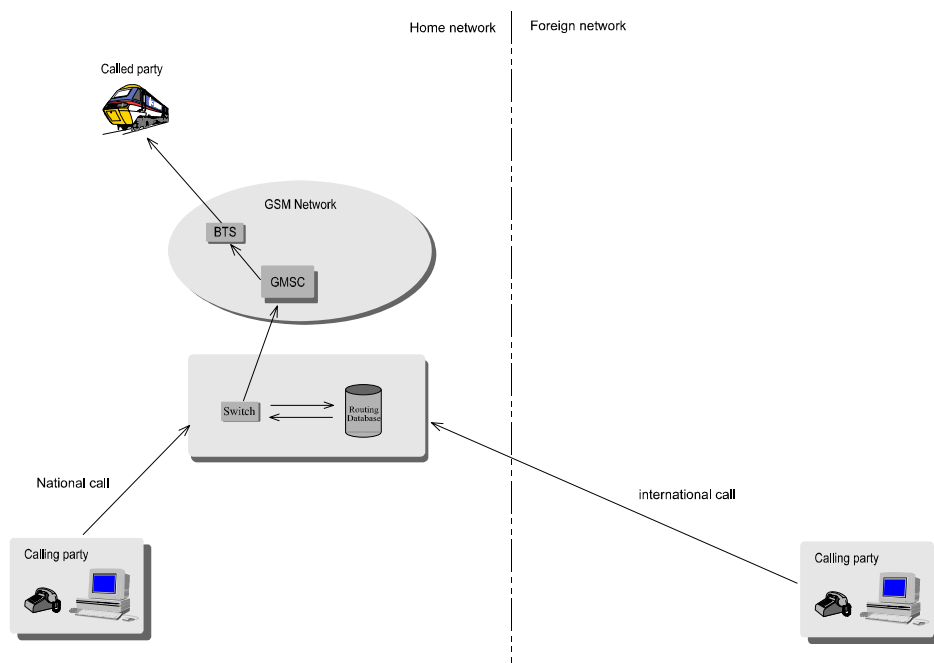 Home network
Foreign network
Called party
GSM Network
BTS
GMSC
Switch
Routing
Database
National call
international call
Calling party
Calling party